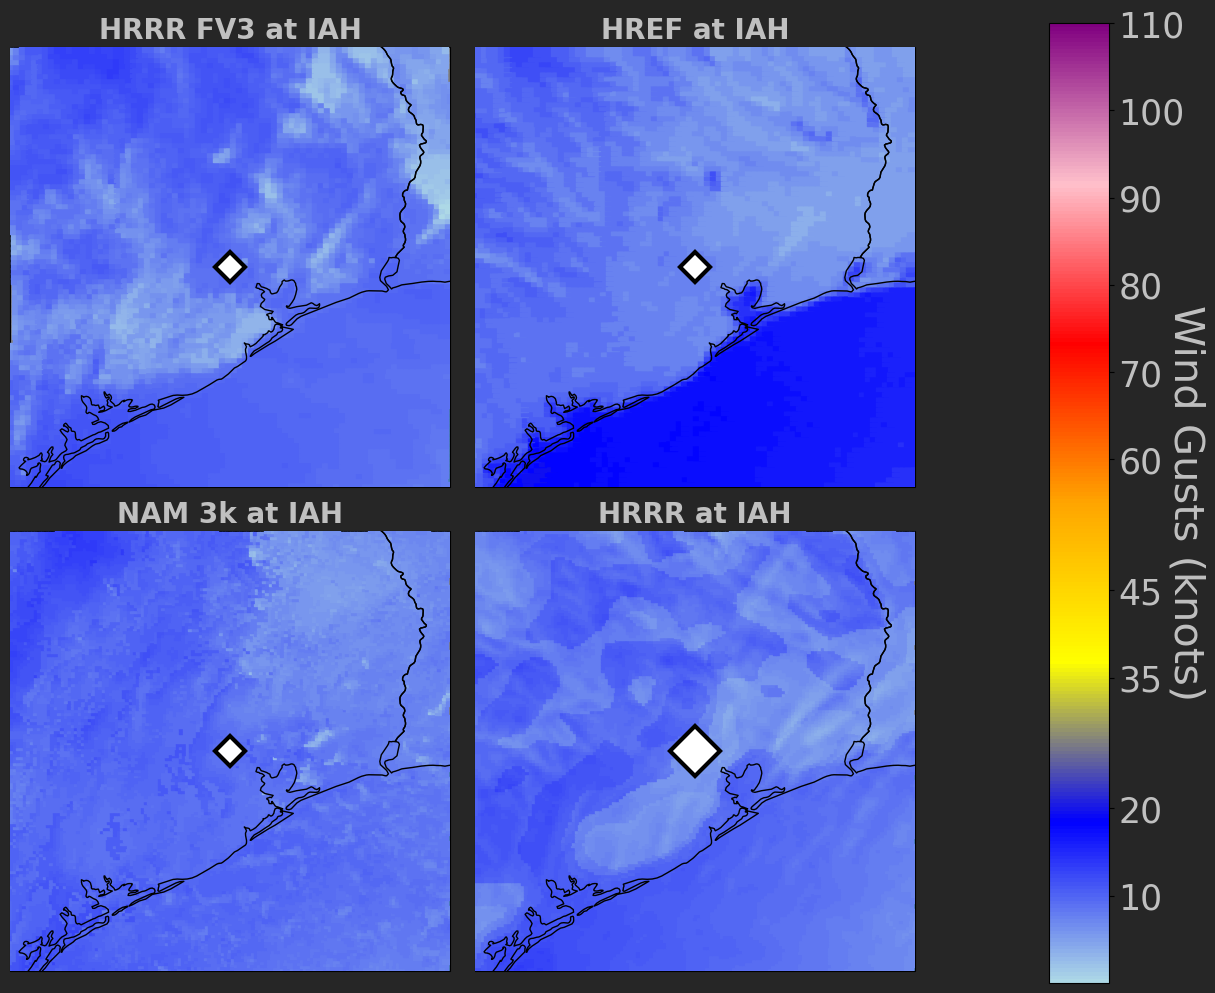 HRRR FV3 at IAH
HREF at IAH
NAM 3k at IAH
HRRR at IAH
110
100
90
80
70
60
45
35
20
10
Wind Gusts (knots)